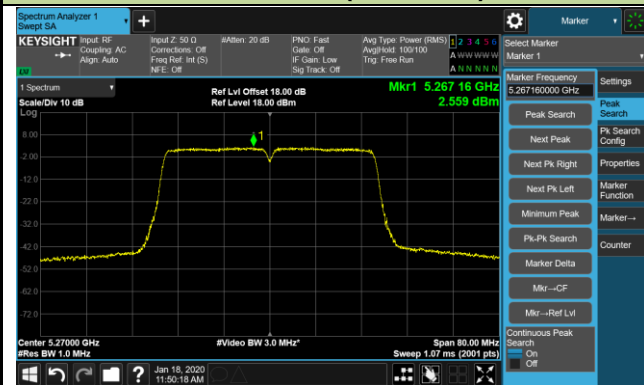 Spectrum Analyzer 1
Swept SA
+
Marker
KEYSIGHT
Input: RF
Coupling: AC
Align: Auto
Input Z: 50 Ω
Corrections: Off
Freq Ref: Int (S)
NFE: Off
#Atten: 20 dB
PNO: Fast
Gate: Off
IF Gain: Low
Sig Track: Off
Avg Type: Power (RMS)
Avg|Hold: 100/100
Trig: Free Run
1 2 3 4 5 6
A W W W W W
A N N N N N
Select Marker
Marker 1
1 Spectrum
Scale/Div 10 dB
Log
Ref Lvl Offset 18.00 dB
Ref Level 18.00 dBm
Mkr1 5.267 16 GHz
2.559 dBm
8.00
-2.00
-12.0
-22.0
-32.0
-42.0
-52.0
-62.0
-72.0
1
Center 5.27000 GHz
#Res BW 1.0 MHz
#Video BW 3.0 MHz*
Span 80.00 MHz
Sweep 1.07 ms (2001 pts)
Marker Frequency
5.267160000 GHz
Peak Search
Next Peak
Next Pk Right
Next Pk Left
Minimum Peak
Pk-Pk Search
Marker Delta
Mkr→CF
Mkr→Ref Lvl
Continuous Peak
Search
On
Off
Settings
Peak
Search
Pk Search
Config
Properties
Marker
Function
Marker→
Counter
?
Jan 18, 2020
11:50:18 AM